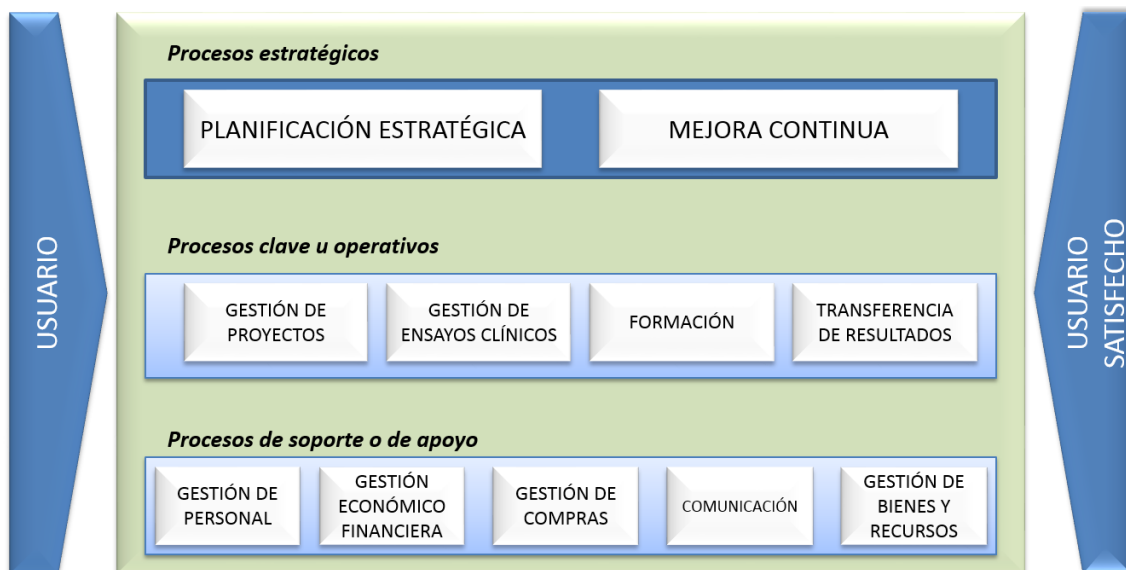 USUARIO
Procesos estratégicos
PLANIFICACIÓN ESTRATÉGICA
MEJORA CONTINUA
Procesos clave u operativos
GESTIÓN DE
PROYECTOS
GESTIÓN DE
ENSAYOS CLÍNICOS
FORMACIÓN
TRANSFERENCIA
DE RESULTADOS
Procesos de soporte o de apoyo
GESTIÓN DE
PERSONAL
GESTIÓN
ECONÓMICO
FINANCIERA
GESTIÓN DE
COMPRAS
COMUNICACIÓN
GESTIÓN DE
BIENES Y
RECURSOS
USUARIO
SATISFECHO